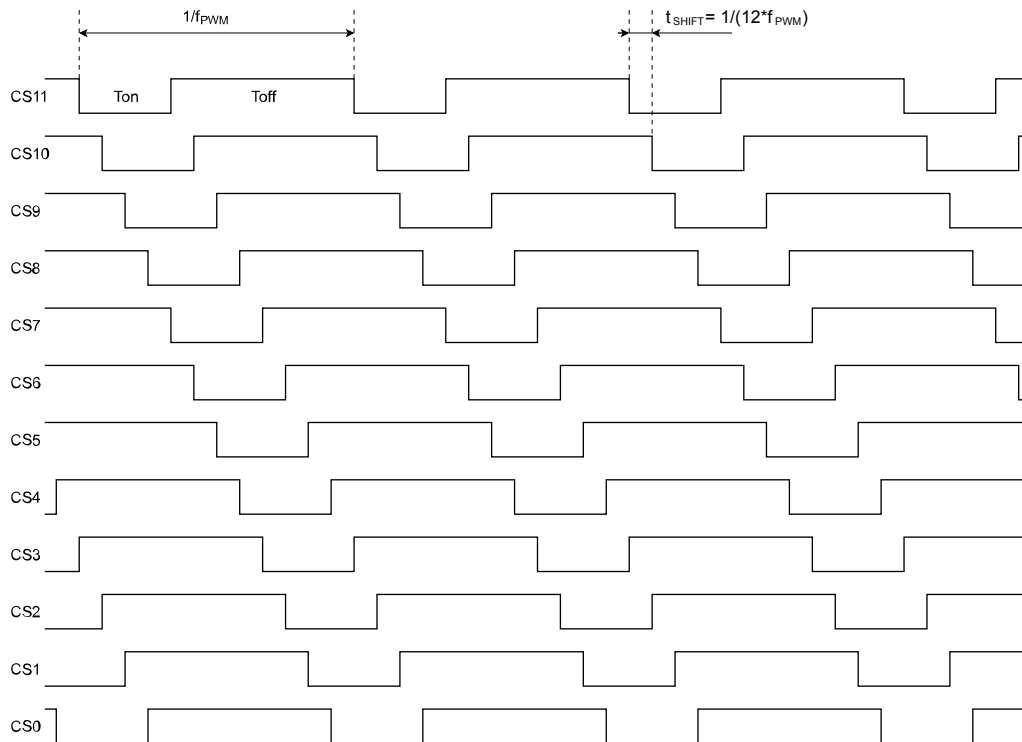 1/fPWM
tSHIFT= 1/(12*fPWM)
CS11
Ton
Toff
CS10
CS9
CS8
CS7
CS6
CS5
CS4
CS3
CS2
CS1
CS0